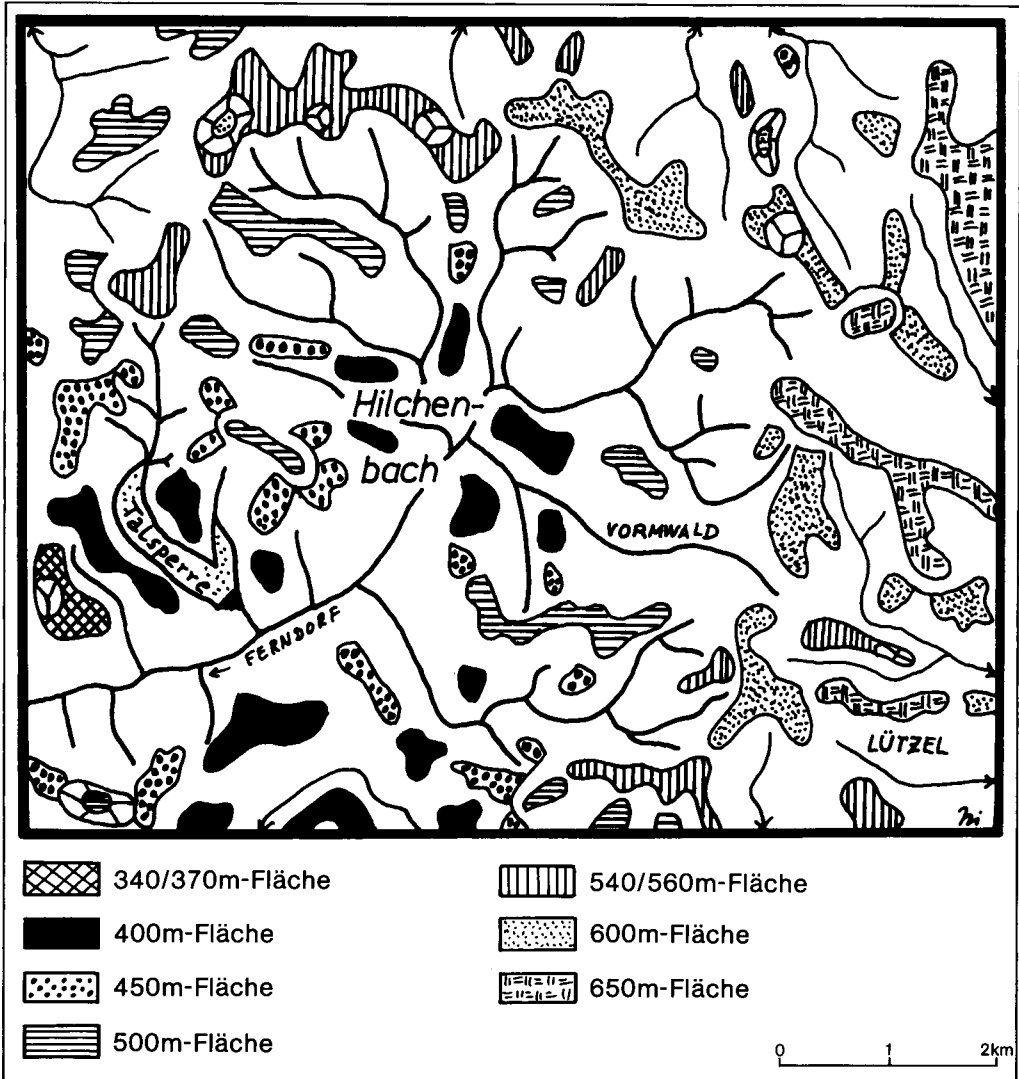 Hilchen-
bach
Talsperre
VORMWALD
FERNDORF
LÜTZEL
340/370m-Fläche
400m-Fläche
450m-Fläche
500m-Fläche
540/560m-Fläche
600m-Fläche
650m-Fläche
0 1 2km